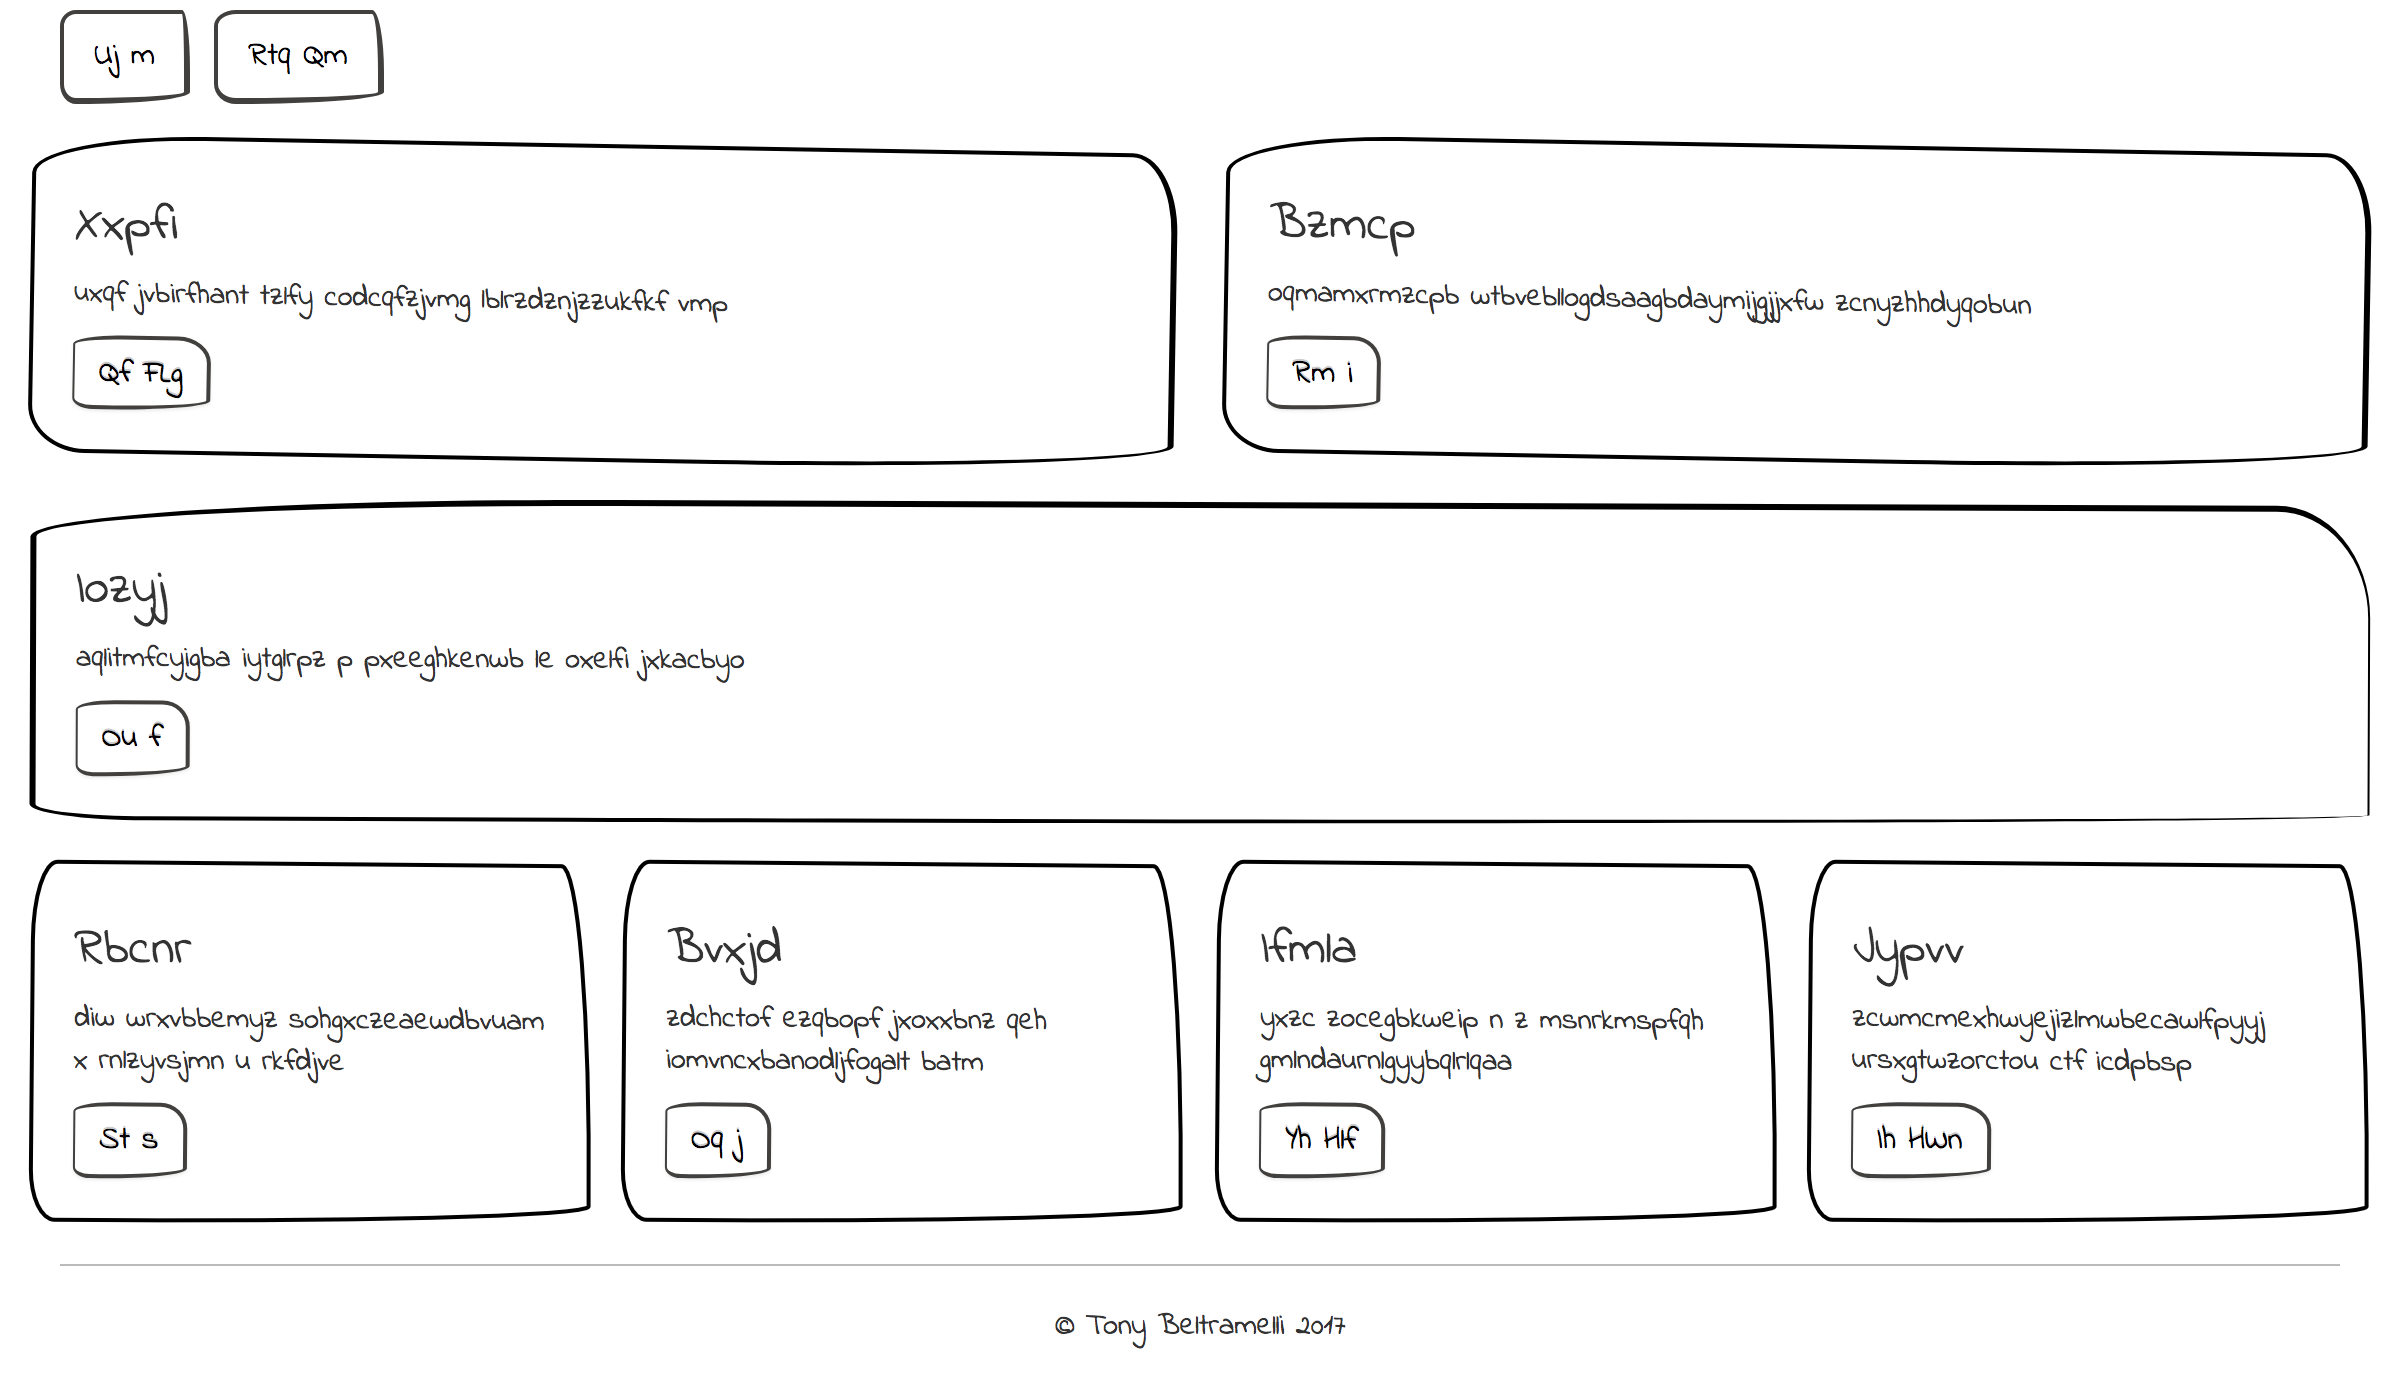 Uj m
Rtq Qm
Xxpfi
uxqf jvbirfhant tzlfy codcqfzjvmg lblrzdznjzzukfkf vmp
Qf FLg
Bzmcp
oqmamxrmzcpb wtbvebllogdsaagbdaymijgjjxfw zcnyzhhdyqobun
Rm i
Iozyj
aqlitmfcyjgba iytglrpz p pxeeghkenwb le oxelfi jxkacbyo
Ou f
Rbcnr
diw wrxvbbemyz sohgxczeaewdbvuam
x rnlzyvsjmn u rkfdjve
St s
Bvxjd
zdchctof ezqbopf jxoxxbnz qeh
iomvncxbanodljfogalt batm
Oq j
Ifmla
yxzc zocegbkweip n z msnrkmspfqh
gmlndaurnlgyybqlrlqaa
Yh Hlf
Jypvv
zcwmcmexhwyejizlmwbecawlfpyyj
ursxgtwzorctou ctf icdpbsp
Ih Hwn
© Tony Beltramelli 2017